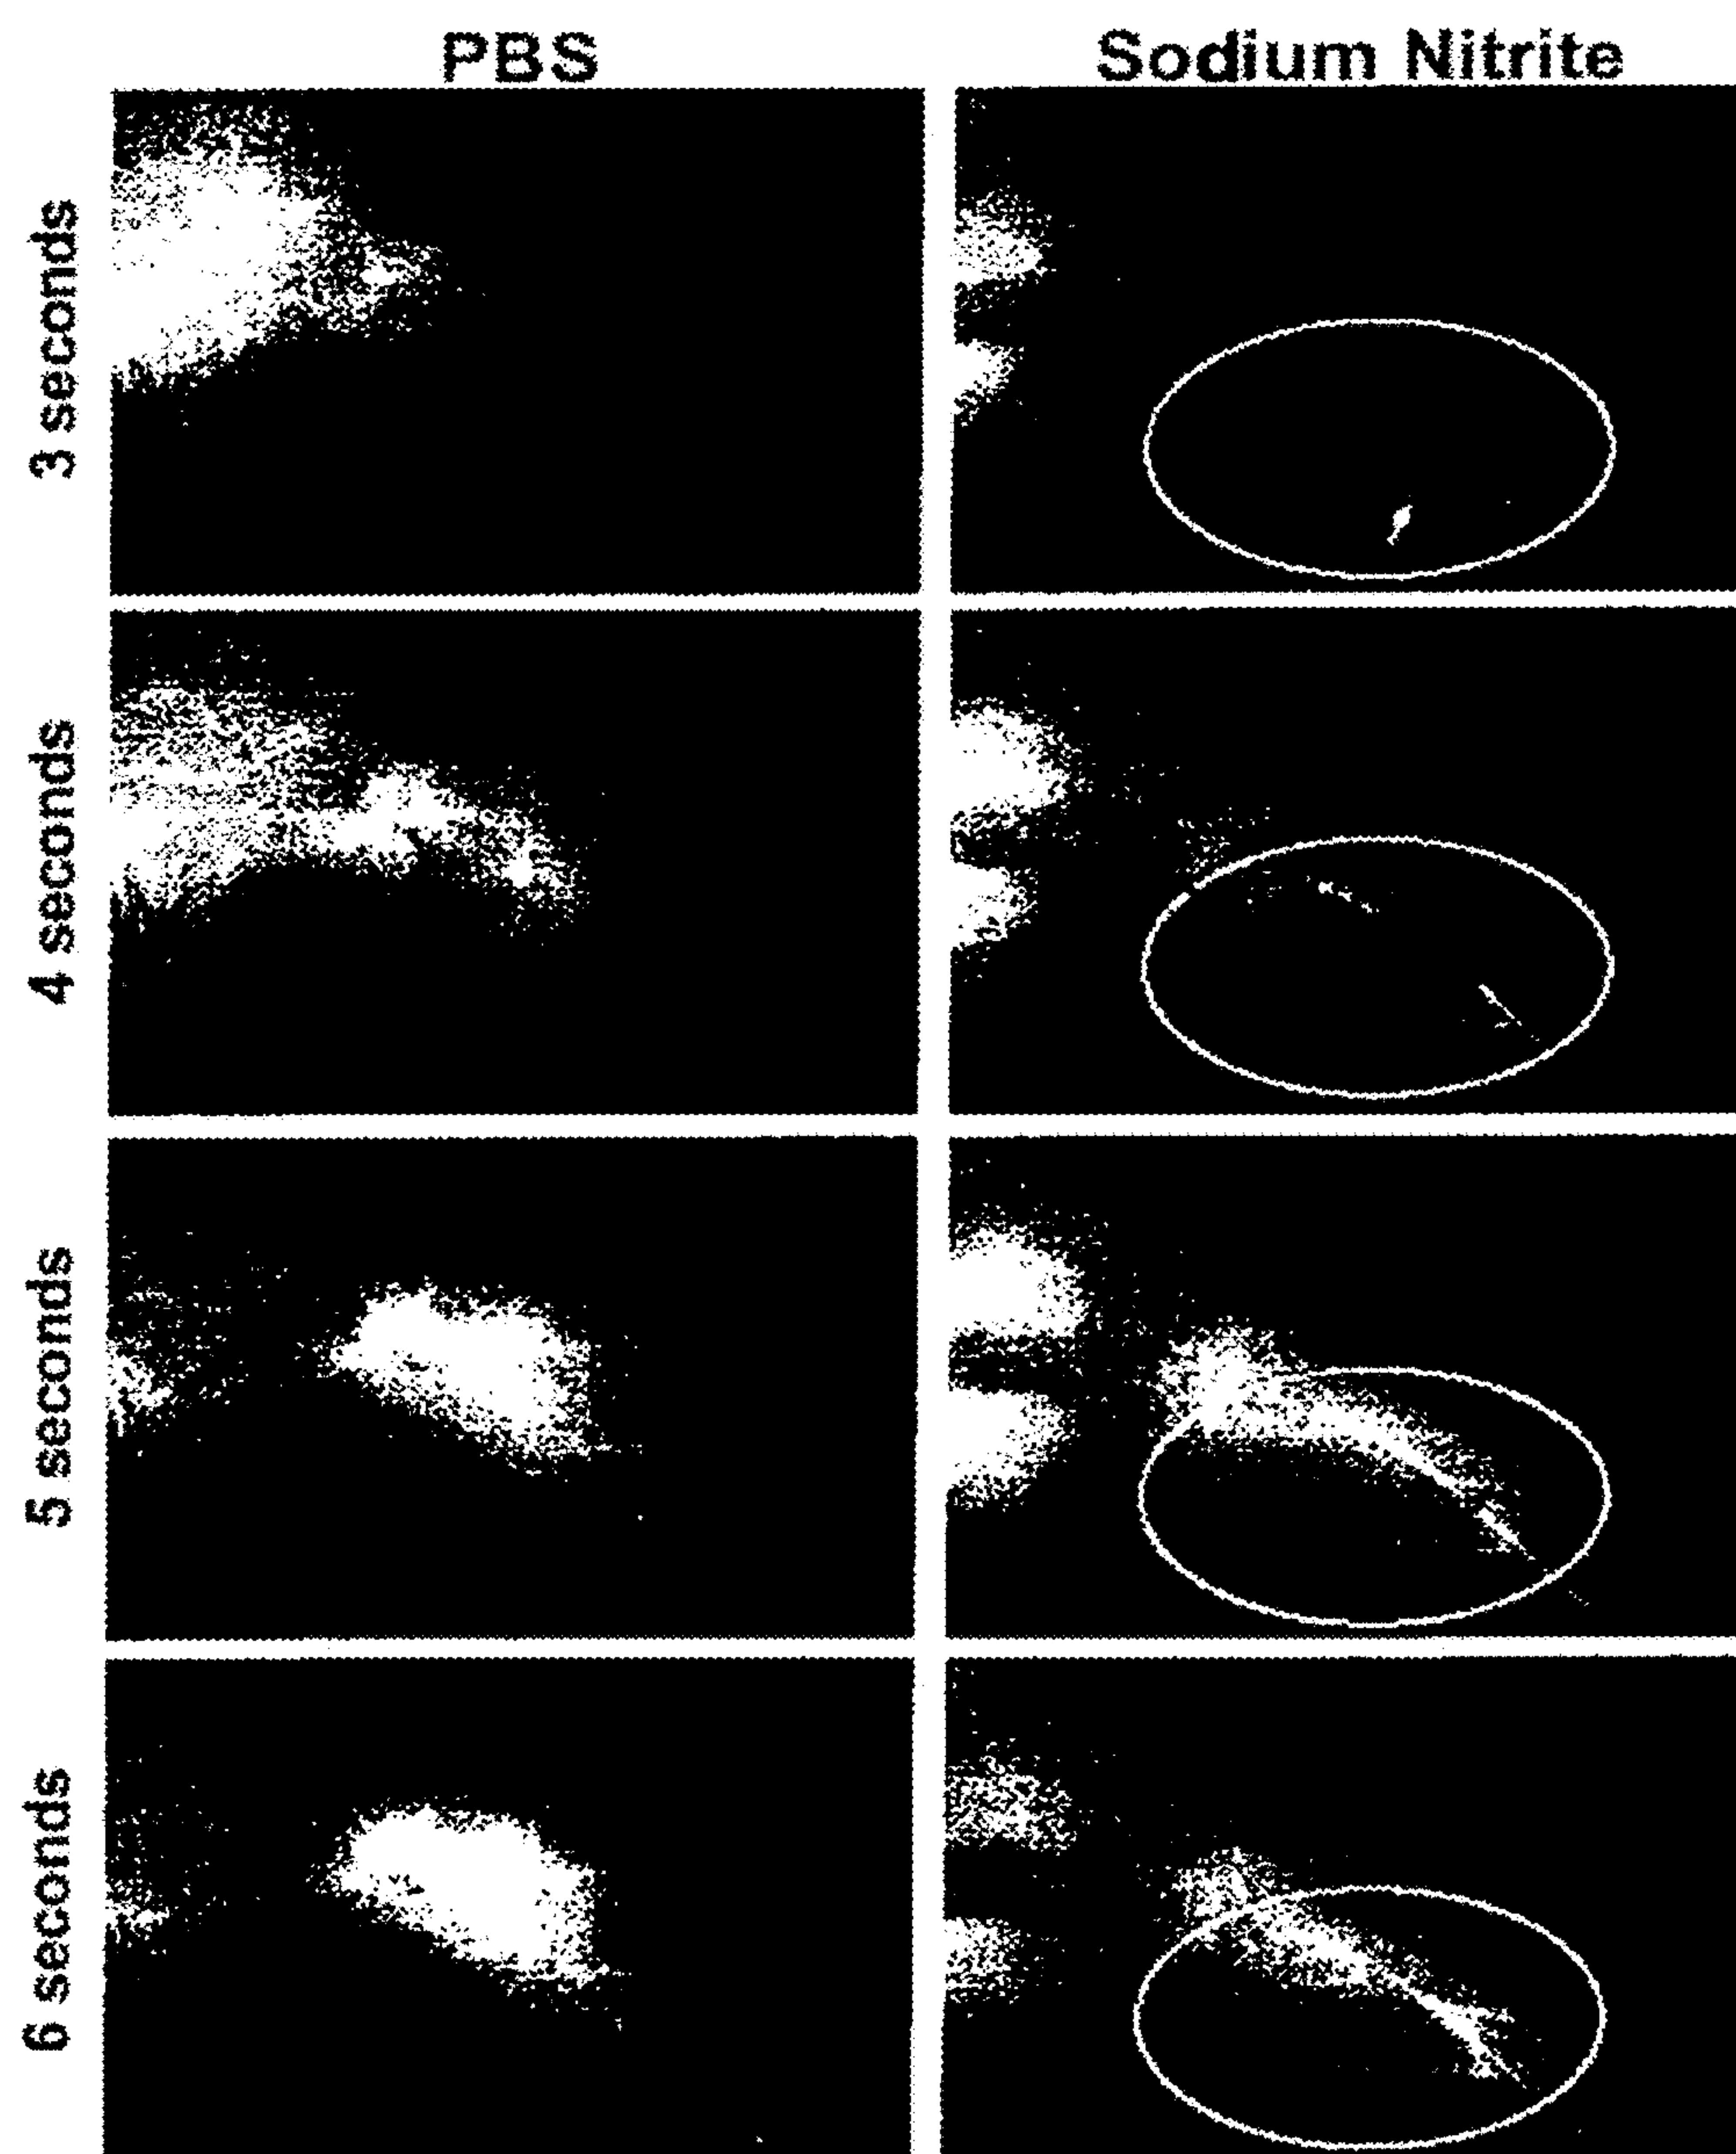 PBS
Sodium Nitrite
3 seconds
4 seconds
5 seconds
6 seconds